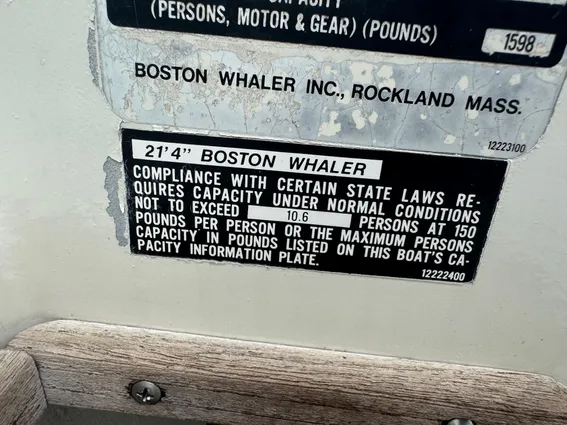 (PERSONS, MOTOR & GEAR) (POUNDS) 1598
BOSTON WHALER INC., ROCKLAND MASS.
12223100
21'4" BOSTON WHALER
COMPLIANCE WITH CERTAIN STATE LAWS RE-
QUIRES CAPACITY UNDER NORMAL CONDITIONS
NOT TO EXCEED 10.6 PERSONS AT 150
POUNDS PER PERSON OR THE MAXIMUM PERSONS
CAPACITY IN POUNDS LISTED ON THIS BOAT'S CA-
PACITY INFORMATION PLATE.
12222400